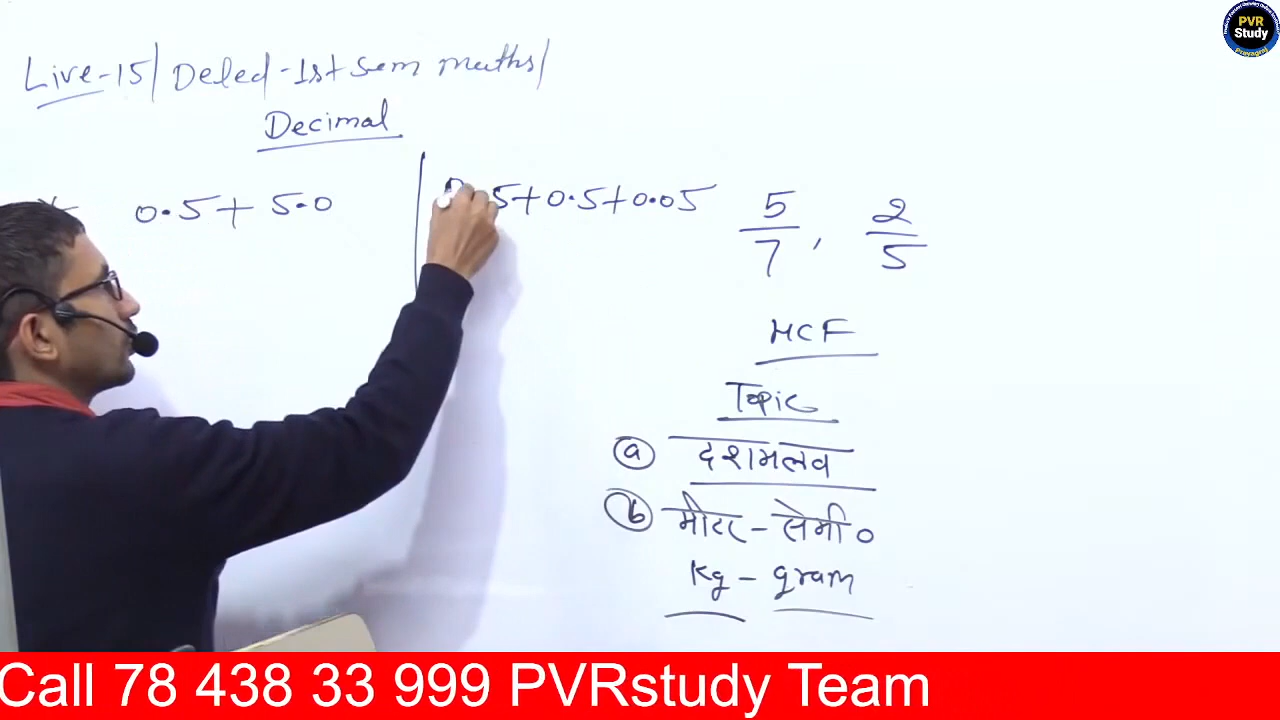 Live-15/ Deled-1st sem maths/
Decimal
0.5 + 5.0
5+0.5+0.05
5/7, 2/5
HCF
Topic
(a) दशमलव
(b) मीटर - सेमी०
Kg - gram
PVR
Study
Prayagraj
Call 78 438 33 999 PVRstudy Team